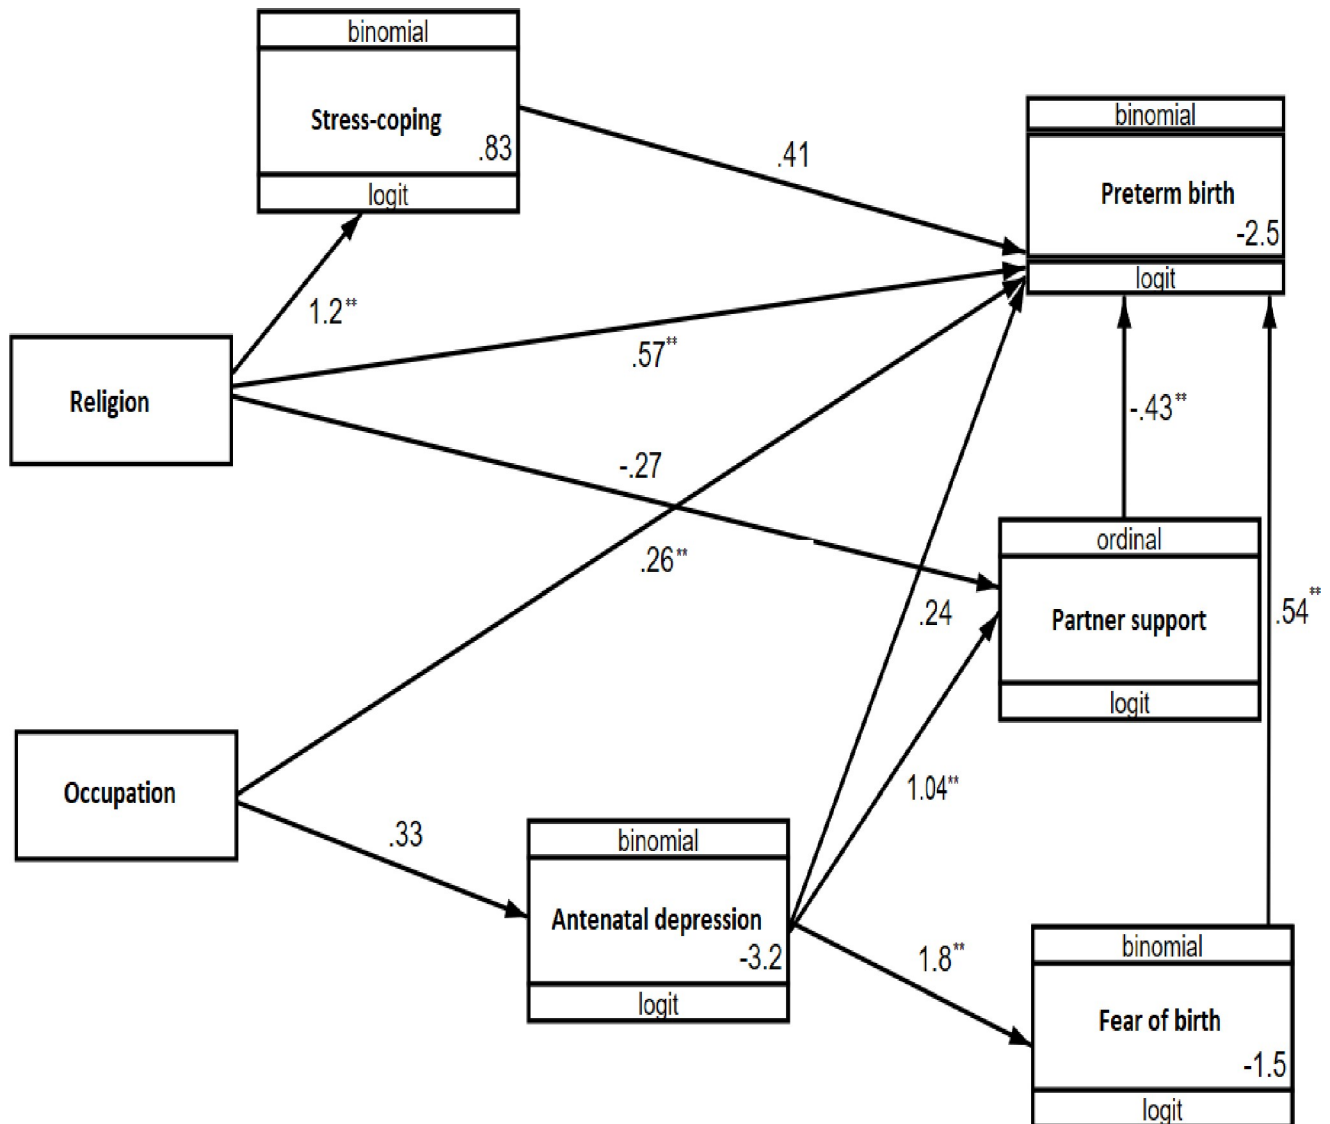 binomial
Stress-coping
.83
logit
binomial
Preterm birth
-2.5
logit
.41
1.2**
.57**
Religion
-.27
-.43**
.26**
ordinal
Partner support
logit
.24
.54**
Occupation
.33
1.04**
binomial
Antenatal depression
-3.2
logit
1.8**
binomial
Fear of birth
-1.5
logit